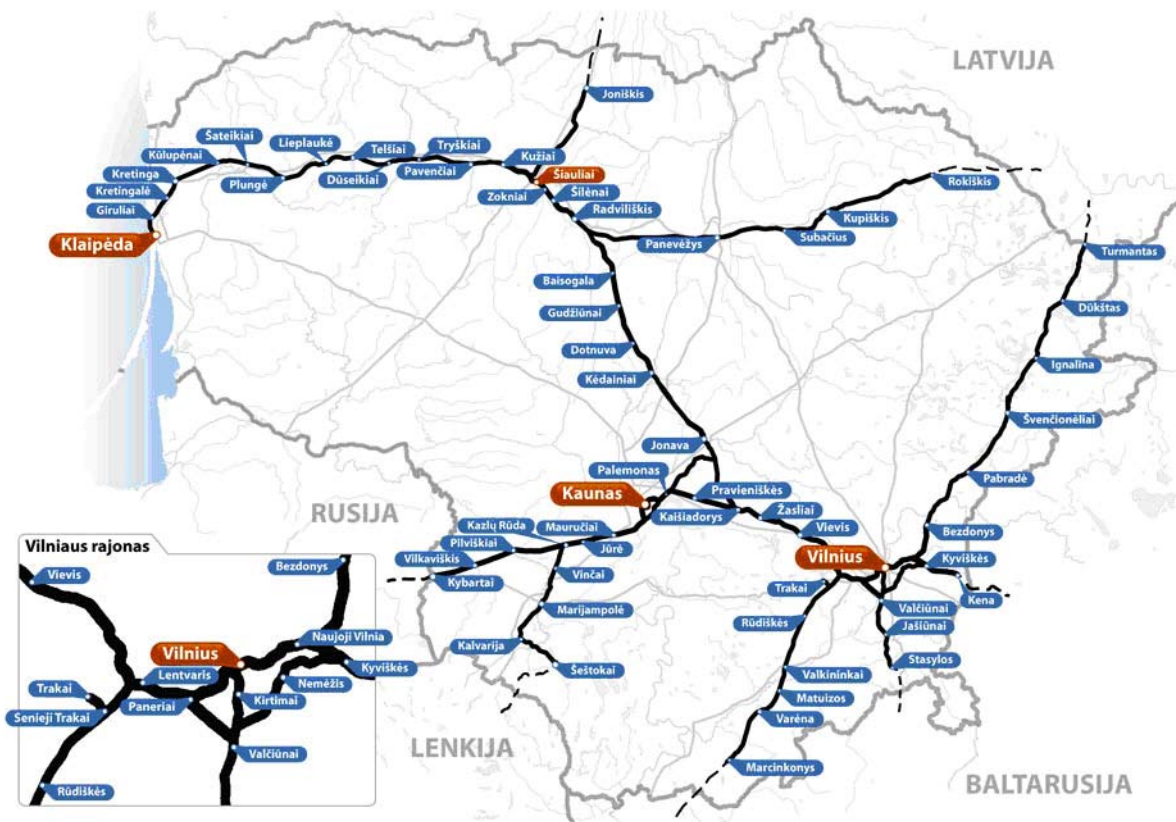 LATVIJA
Joniškis
Šateikiai
Lieplaukė
Telšiai
Tryškiai
Kūlupėnai
Kužiai
Kretinga
Plungė
Dūseikiai
Pavenčiai
Šiauliai
Kretingalė
Zokniai
Šilėnai
Rokiškis
Giruliai
Radviliškis
Kupiškis
Klaipėda
Panevėžys
Subačius
Turmantas
Baisogala
Gudžiūnai
Dūkštas
Dotnuva
Ignalina
Kėdainiai
Švenčionėliai
Jonava
Palemonas
Pabradė
Kaunas
Pravieniškės
RUSIJA
Kaišiadorys
Žasliai
Kazlų Rūda
Mauručiai
Vievis
Bezdonys
Pilviškiai
Jūrė
Vilnius
Kyviškės
Vilkaviškis
Vinčai
Kybartai
Trakai
Kena
Marijampolė
Valčiūnai
Rūdiškės
Jašiūnai
Kalvarija
Šeštokai
Stasylos
Valkininkai
Matuizos
Varėna
LENKIJA
Marcinkonys
BALTARUSIJA
Vilniaus rajonas
Bezdonys
Vievis
Naujoji Vilnia
Vilnius
Kyviškės
Lentvaris
Nemėžis
Trakai
Kirtimai
Paneriai
Senieji Trakai
Valčiūnai
Rūdiškės